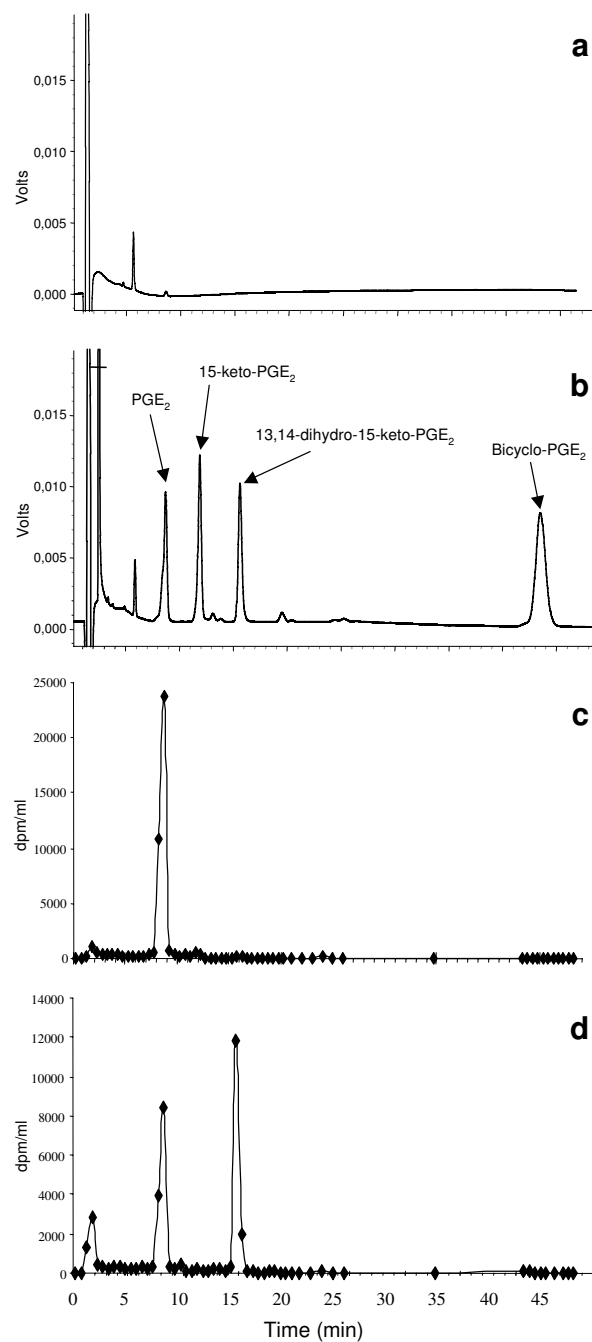 a
0,015
0,010
0,005
0,000
Volts
b
15-keto-PGE₂
PGE₂
13,14-dihydro-15-keto-PGE₂
Bicyclo-PGE₂
0,015
0,010
0,005
0,000
Volts
c
25000
20000
15000
10000
5000
0
dpm/ml
d
14000
12000
10000
8000
6000
4000
2000
0
dpm/ml
0 5 10 15 20 25 30 35 40 45
Time (min)